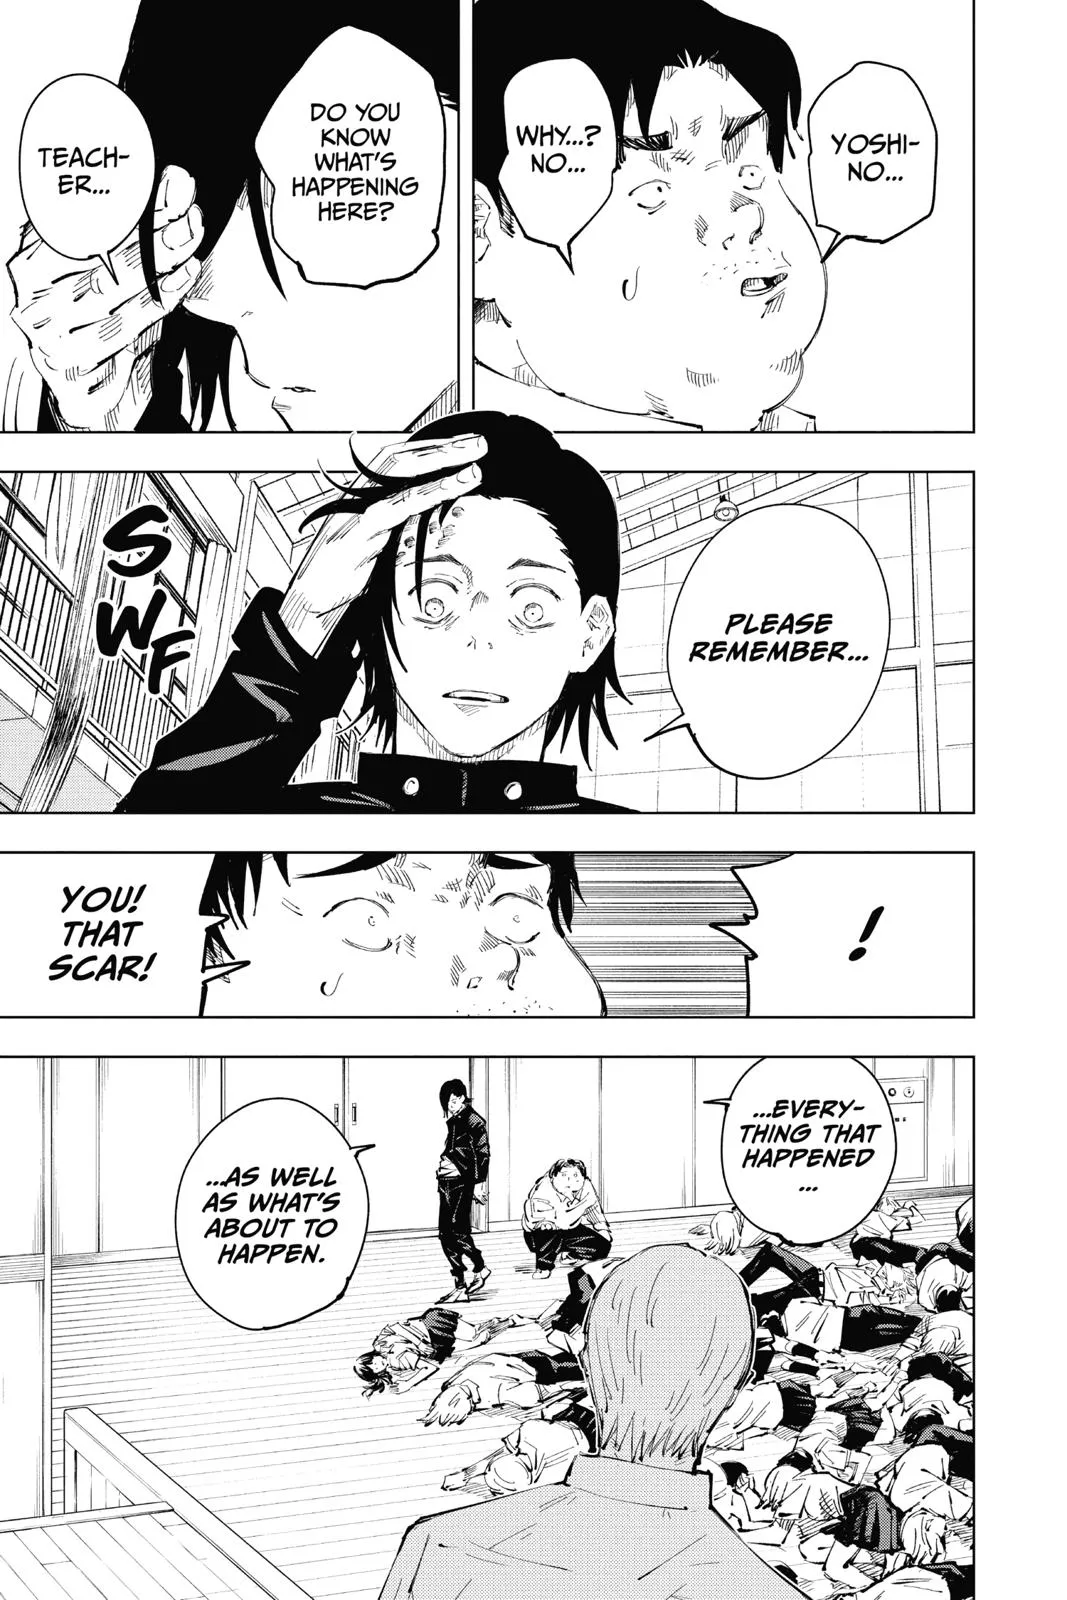 YOSHI-
NO...
WHY...?
NO...
DO YOU
KNOW
WHAT'S
HAPPENING
HERE?
TEACH-
ER...
SWF
PLEASE
REMEMBER...
!
YOU!
THAT
SCAR!
...EVERY-
THING THAT
HAPPENED
...
...AS WELL
AS WHAT'S
ABOUT TO
HAPPEN.